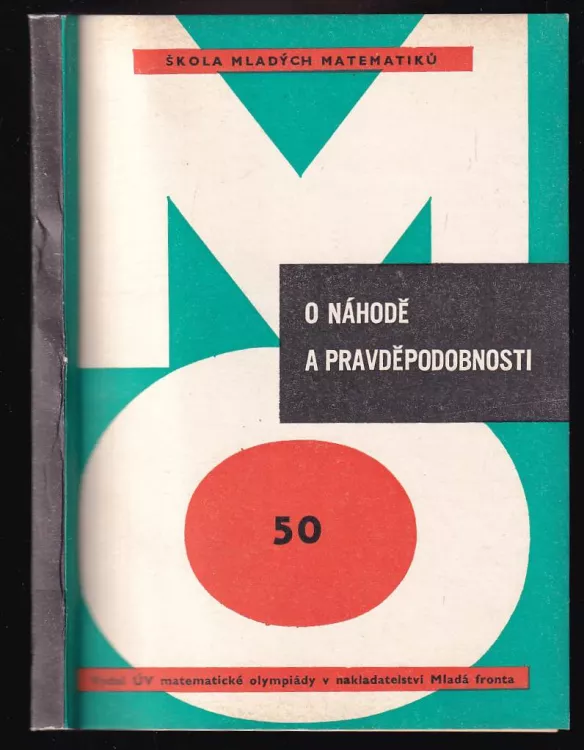 ŠKOLA MLADÝCH MATEMATIKŮ
O NÁHODĚ
A PRAVDĚPODOBNOSTI
50
ÚV matematické olympiády v nakladatelství Mladá fronta